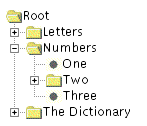 Root
Letters
Numbers
One
Two
Three
The Dictionary